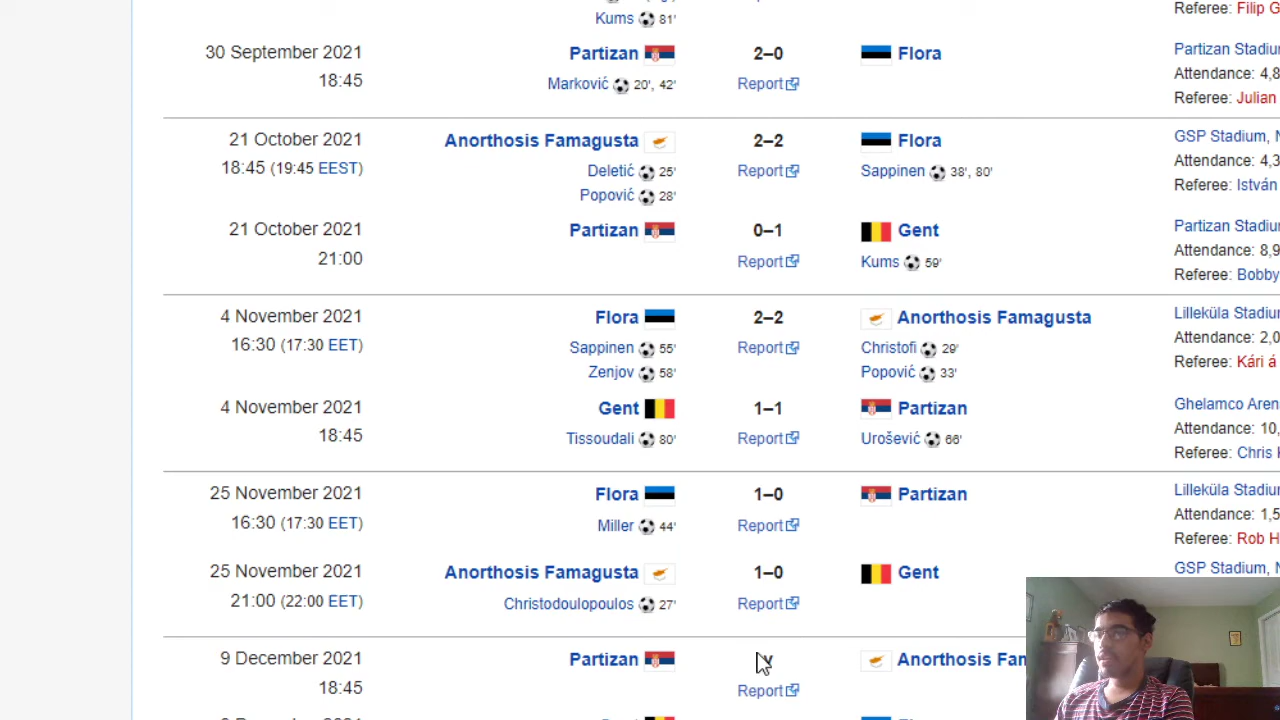 Kums 81'
Referee: Filip G
30 September 2021
18:45
Partizan 2–0 Flora
Marković 20', 42'
Report
Partizan Stadiu
Attendance: 4,8
Referee: Julian
21 October 2021
18:45 (19:45 EEST)
Anorthosis Famagusta 2–2 Flora
Deletić 25'
Popović 28'
Report
Sappinen 38', 80'
GSP Stadium, N
Attendance: 4,3
Referee: István
21 October 2021
21:00
Partizan 0–1 Gent
Report
Kums 59'
Partizan Stadiu
Attendance: 8,9
Referee: Bobby
4 November 2021
16:30 (17:30 EET)
Flora 2–2 Anorthosis Famagusta
Sappinen 55'
Zenjov 58'
Report
Christofi 29'
Popović 33'
Lilleküla Stadiu
Attendance: 2,0
Referee: Kári á
4 November 2021
18:45
Gent 1–1 Partizan
Tissoudali 80'
Report
Urošević 66'
Ghelamco Aren
Attendance: 10,
Referee: Chris
25 November 2021
16:30 (17:30 EET)
Flora 1–0 Partizan
Miller 44'
Report
Lilleküla Stadiu
Attendance: 1,5
Referee: Rob H
25 November 2021
21:00 (22:00 EET)
Anorthosis Famagusta 1–0 Gent
Christodoulopoulos 27'
Report
GSP Stadium, N
9 December 2021
18:45
Partizan Anorthosis Fam
Report